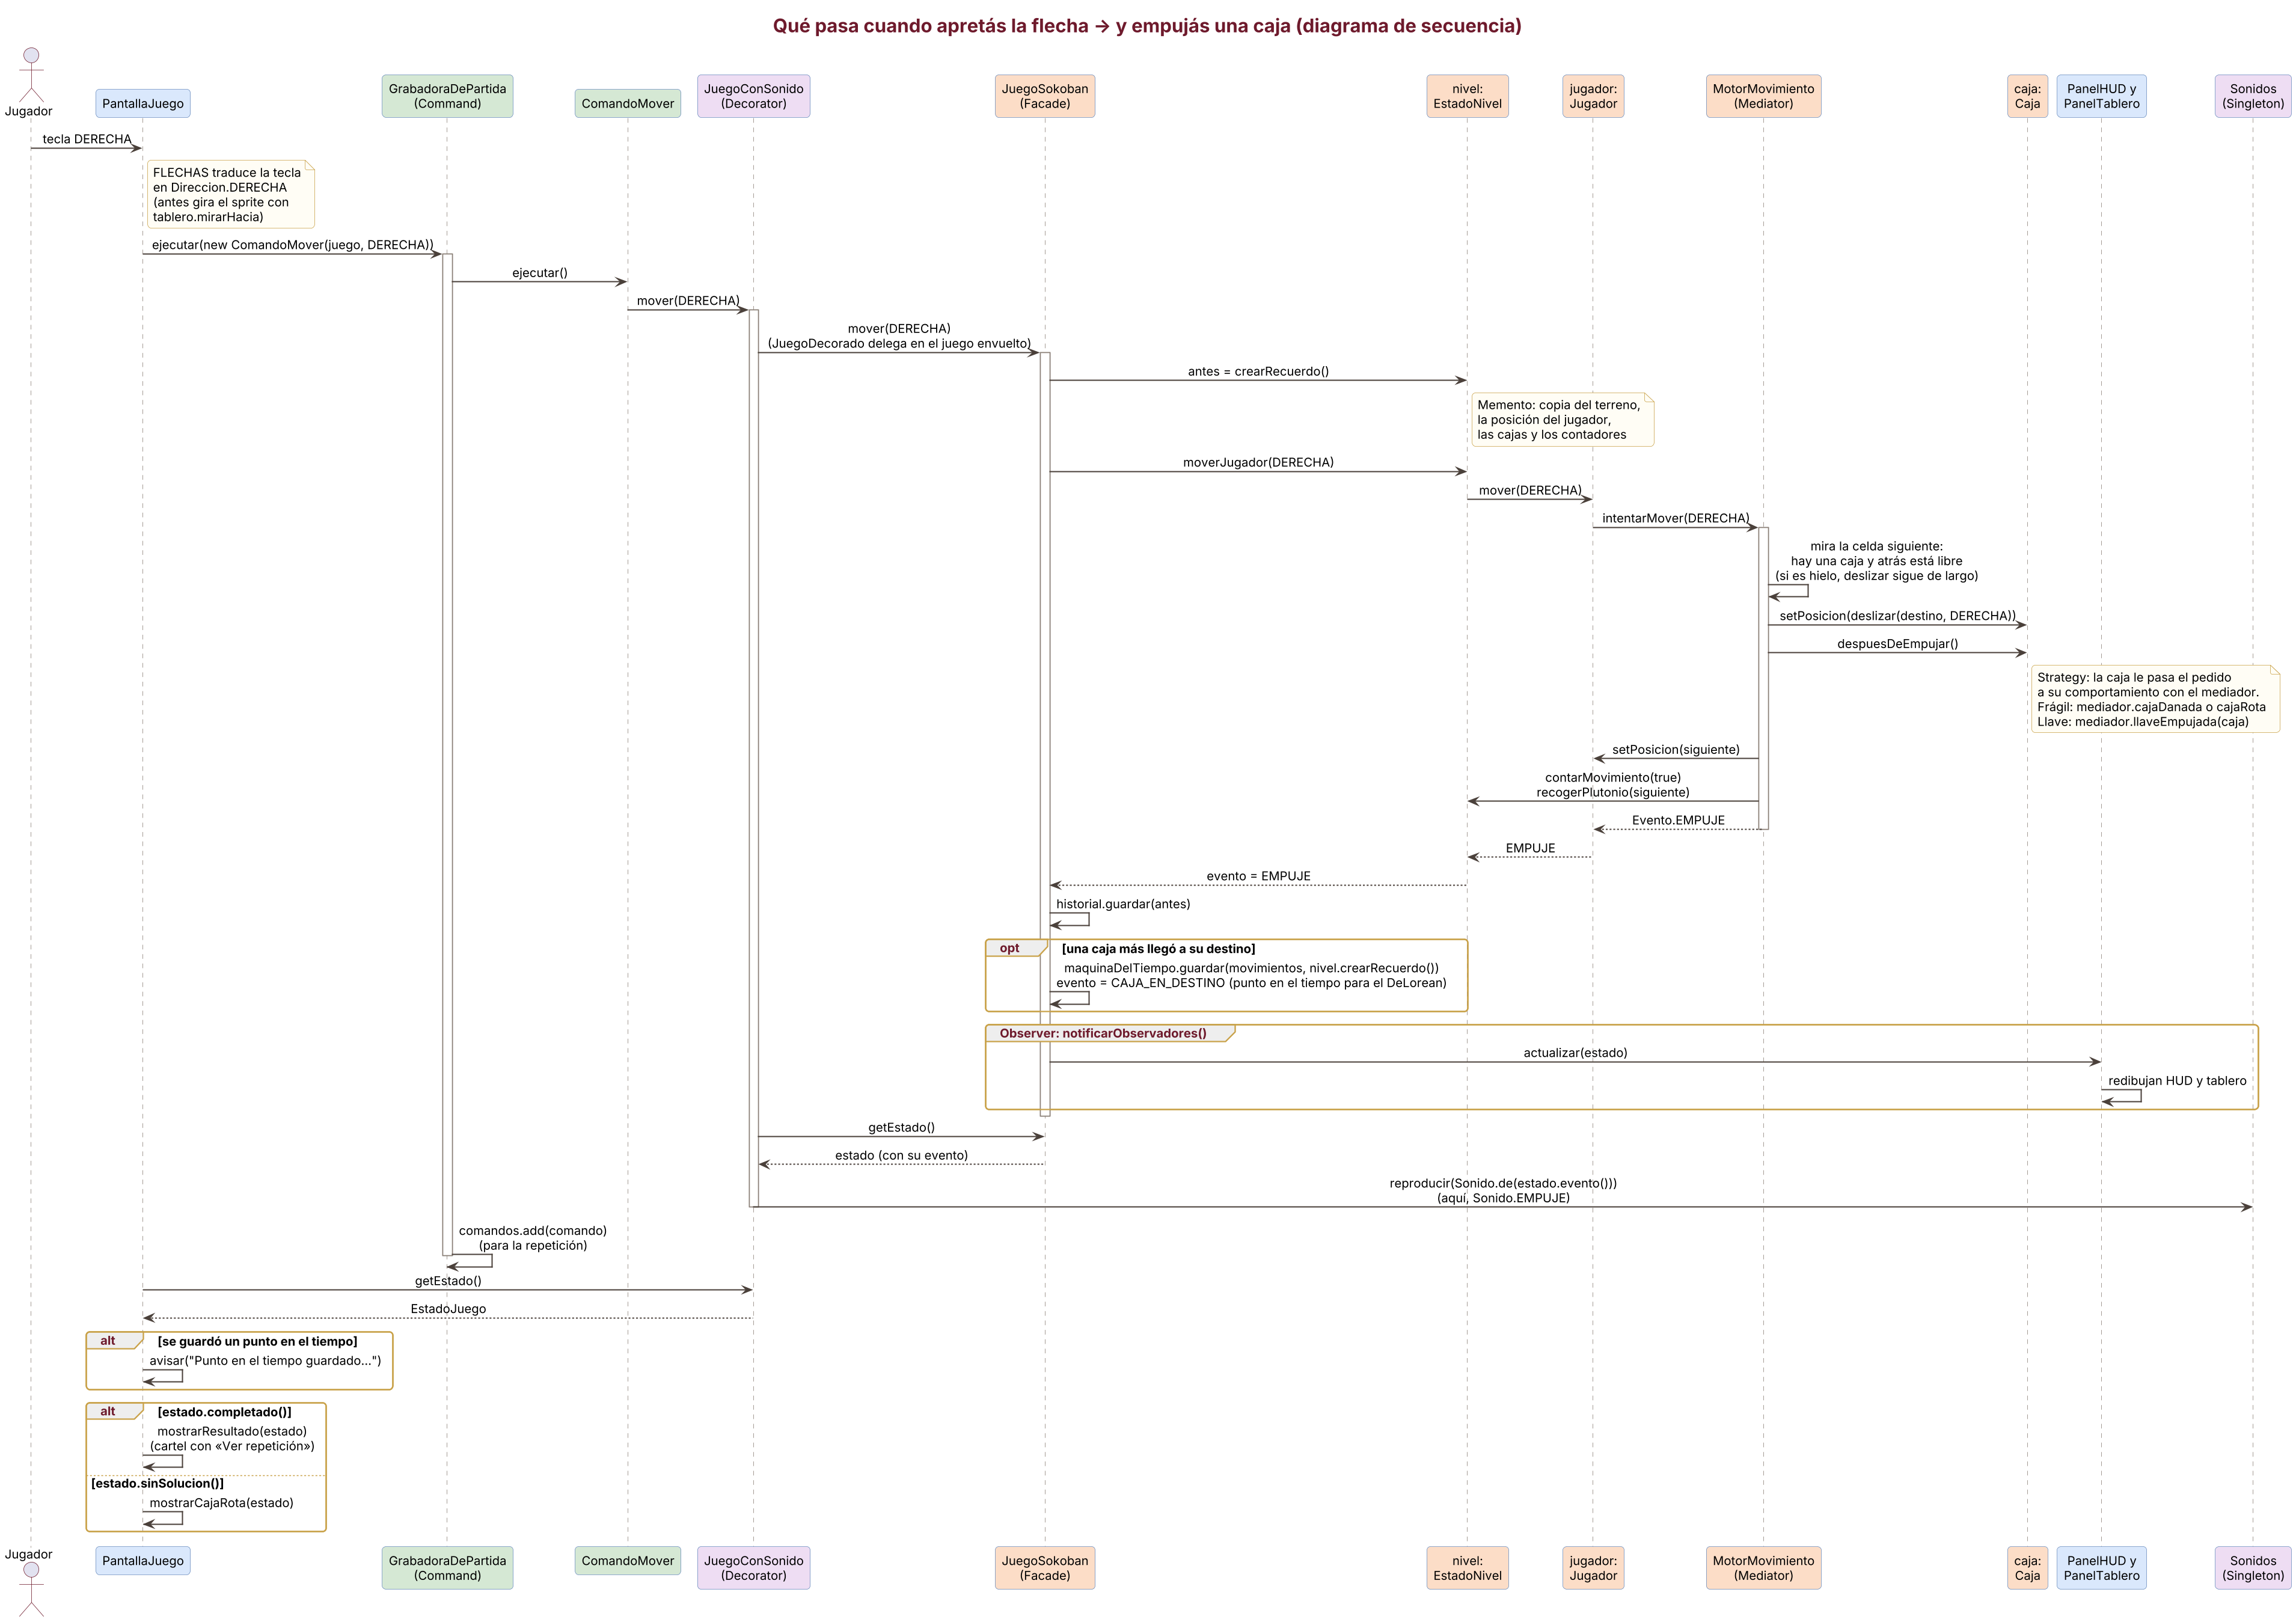 Qué pasa cuando apretás la flecha → y empujás una caja (diagrama de secuencia)
Jugador
PantallaJuego
GrabadoraDePartida
(Command)
ComandoMover
JuegoConSonido
(Decorator)
JuegoSokoban
(Facade)
nivel:
EstadoNivel
jugador:
Jugador
MotorMovimiento
(Mediator)
caja:
Caja
PanelHUD y
PanelTablero
Sonidos
(Singleton)
tecla DERECHA
FLECHAS traduce la tecla
en Direccion.DERECHA
(antes gira el sprite con
tablero.mirarHacia)
ejecutar(new ComandoMover(juego, DERECHA))
ejecutar()
mover(DERECHA)
mover(DERECHA)
(JuegoDecorado delega en el juego envuelto)
antes = crearRecuerdo()
Memento: copia del terreno,
la posición del jugador,
las cajas y los contadores
moverJugador(DERECHA)
mover(DERECHA)
intentarMover(DERECHA)
mira la celda siguiente:
hay una caja y atrás está libre
(si es hielo, deslizar sigue de largo)
setPosicion(deslizar(destino, DERECHA))
despuesDeEmpujar()
Strategy: la caja le pasa el pedido
a su comportamiento con el mediador.
Frágil: mediador.cajaDanada o cajaRota
Llave: mediador.llaveEmpujada(caja)
setPosicion(siguiente)
contarMovimiento(true)
recogerPlutonio(siguiente)
Evento.EMPUJE
EMPUJE
evento = EMPUJE
historial.guardar(antes)
opt
[una caja más llegó a su destino]
maquinaDelTiempo.guardar(movimientos, nivel.crearRecuerdo())
evento = CAJA_EN_DESTINO (punto en el tiempo para el DeLorean)
Observer: notificarObservadores()
actualizar(estado)
redibujan HUD y tablero
getEstado()
estado (con su evento)
reproducir(Sonido.de(estado.evento()))
(aquí, Sonido.EMPUJE)
comandos.add(comando)
(para la repetición)
getEstado()
EstadoJuego
alt
[se guardó un punto en el tiempo]
avisar("Punto en el tiempo guardado...")
alt
[estado.completado()]
mostrarResultado(estado)
(cartel con «Ver repetición»)
[estado.sinSolucion()]
mostrarCajaRota(estado)
Jugador
PantallaJuego
GrabadoraDePartida
(Command)
ComandoMover
JuegoConSonido
(Decorator)
JuegoSokoban
(Facade)
nivel:
EstadoNivel
jugador:
Jugador
MotorMovimiento
(Mediator)
caja:
Caja
PanelHUD y
PanelTablero
Sonidos
(Singleton)